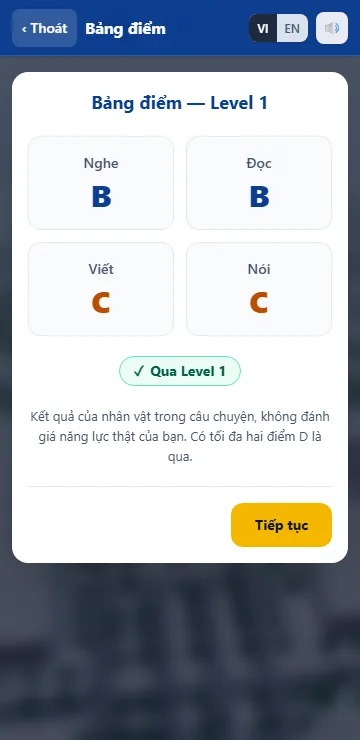 ‹ Thoát Bảng điểm VI EN
Bảng điểm — Level 1
Nghe Đọc
B B
Viết Nói
C C
✓ Qua Level 1
Kết quả của nhân vật trong câu chuyện, không đánh
giá năng lực thật của bạn. Có tối đa hai điểm D là
qua.
Tiếp tục